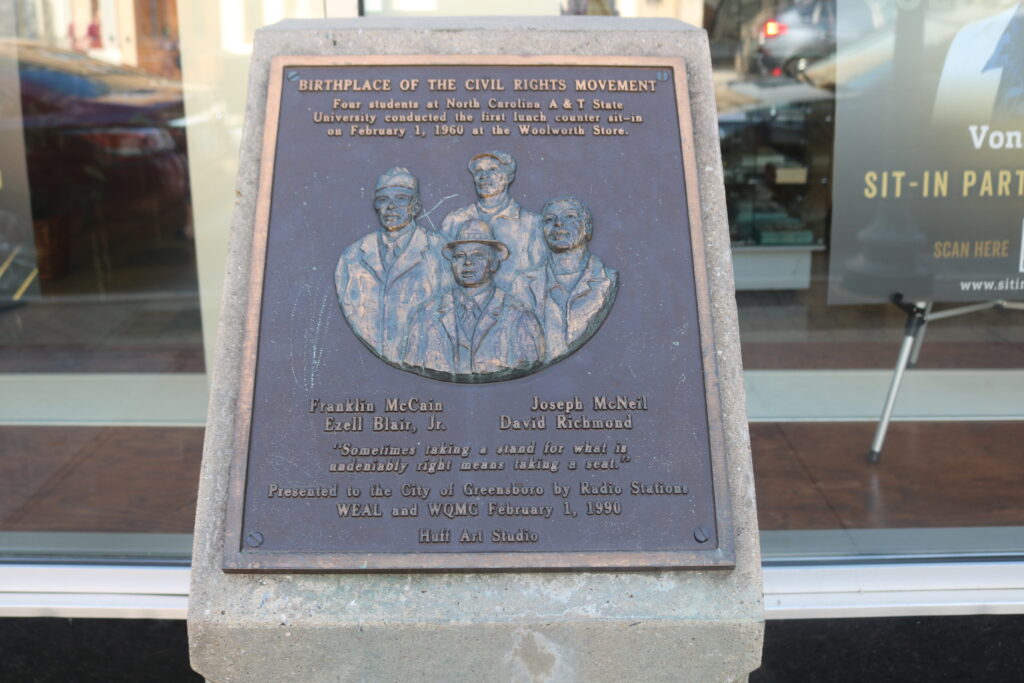 BIRTHPLACE OF THE CIVIL RIGHTS MOVEMENT
Four students at North Carolina A & T State
University conducted the first lunch counter sit-in
on February 1, 1960 at the Woolworth Store.
Franklin McCain Joseph McNeil
Ezell Blair, Jr. David Richmond
"Sometimes taking a stand for what is
undeniably right means taking a seat."
Presented to the City of Greensboro by Radio Stations
WEAL and WQMG February 1, 1990
Huff Art Studio
Von
SIT-IN PART
SCAN HERE
www.siti